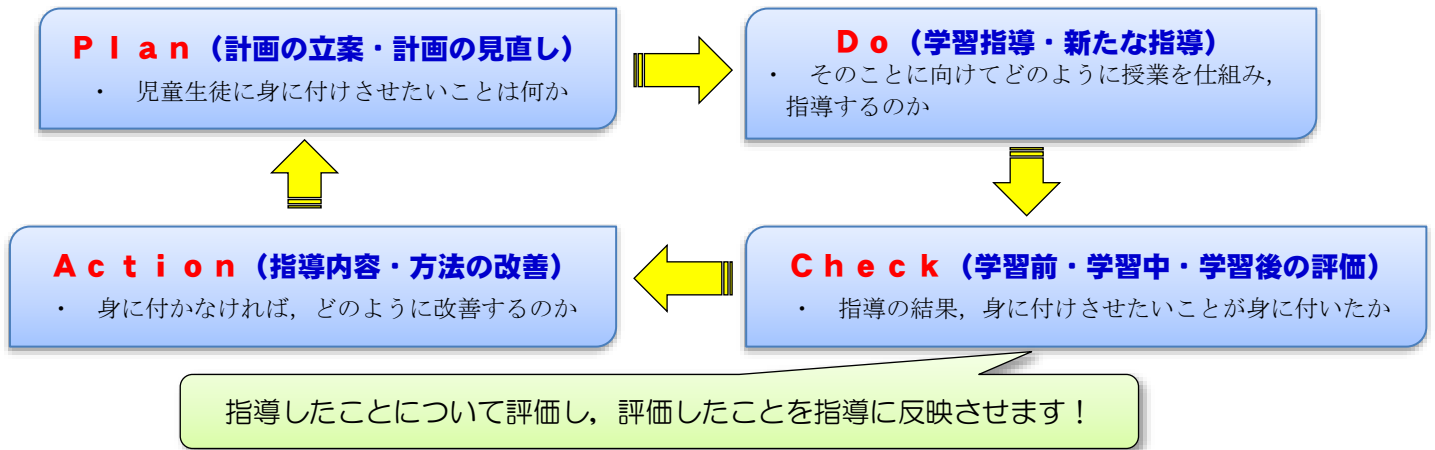 Ｐｌａｎ（計画の立案・計画の見直し）
・　児童生徒に身に付けさせたいことは何か
Ｄｏ（学習指導・新たな指導）
・　そのことに向けてどのように授業を仕組み，
指導するのか
Ａｃｔｉｏｎ（指導内容・方法の改善）
・　身に付かなければ，どのように改善するのか
Ｃｈｅｃｋ（学習前・学習中・学習後の評価）
・　指導の結果，身に付けさせたいことが身に付いたか
指導したことについて評価し，評価したことを指導に反映させます！